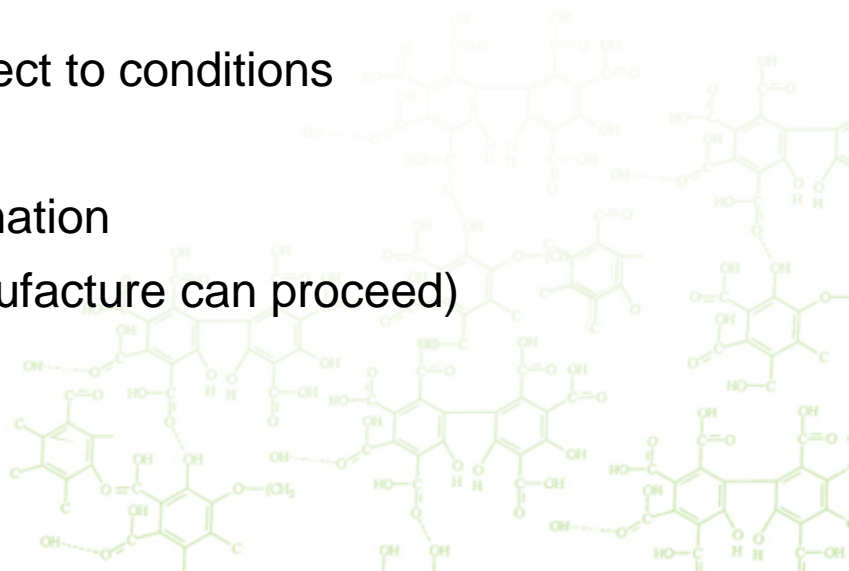 ect to conditions
nation
ufacture can proceed)